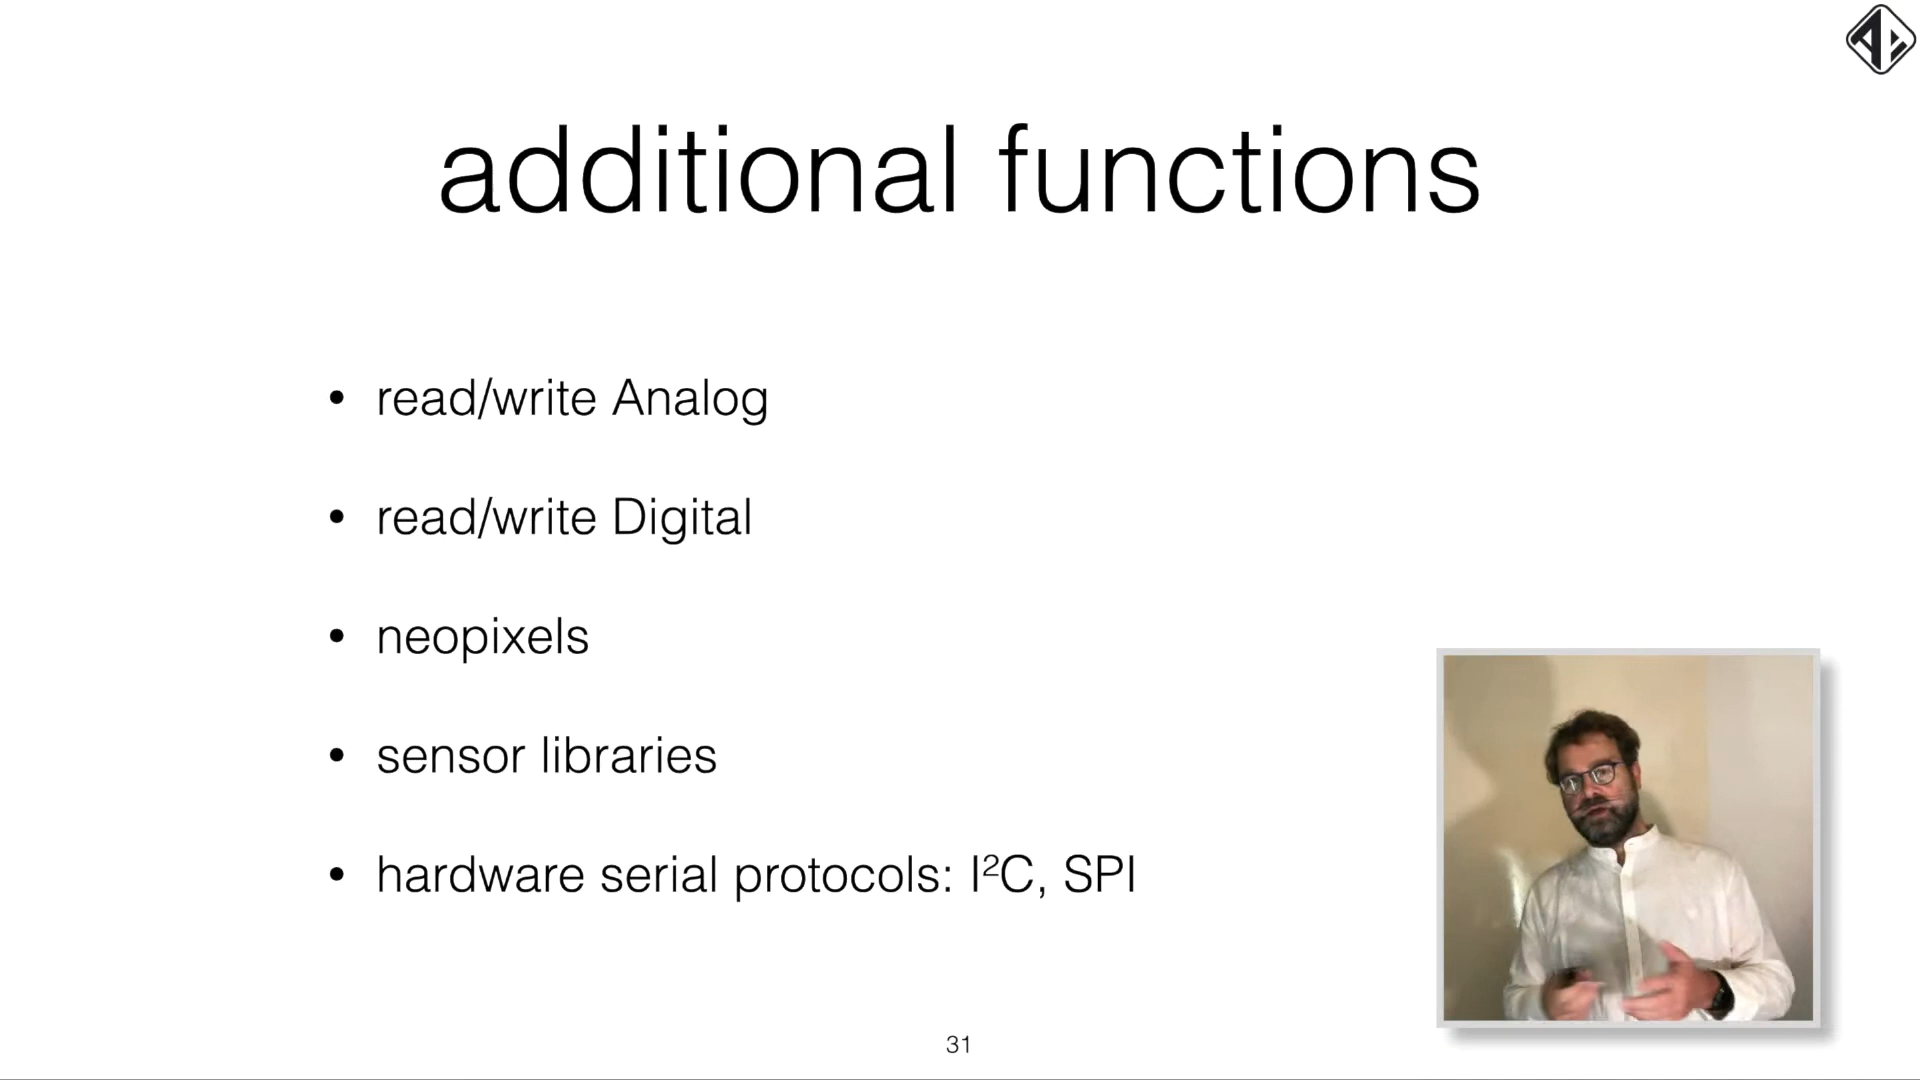 additional functions
• read/write Analog
• read/write Digital
• neopixels
• sensor libraries
• hardware serial protocols: I²C, SPI
31